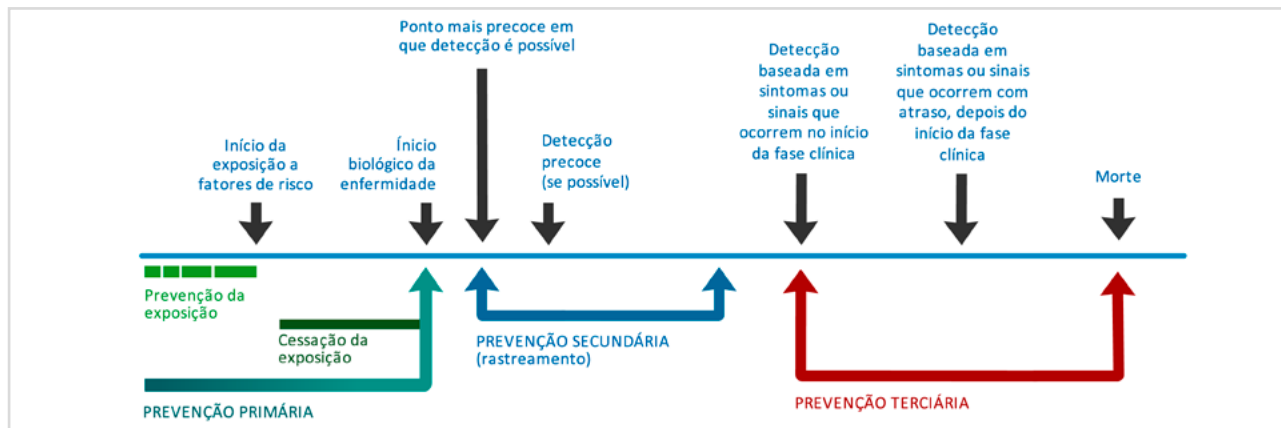 Ponto mais precoce em
que detecção é possível
Início da
exposição a
fatores de risco
Ínicio
biológico da
enfermidade
Detecção
precoce
(se possível)
Detecção
baseada em
sintomas ou
sinais que
ocorrem no início
da fase clínica
Detecção
baseada em
sintomas ou sinais
que ocorrem com
atraso, depois do
início da fase
clínica
Morte
Prevenção da
exposição
Cessação da
exposição
PREVENÇÃO PRIMÁRIA
PREVENÇÃO SECUNDÁRIA
(rastreamento)
PREVENÇÃO TERCIÁRIA